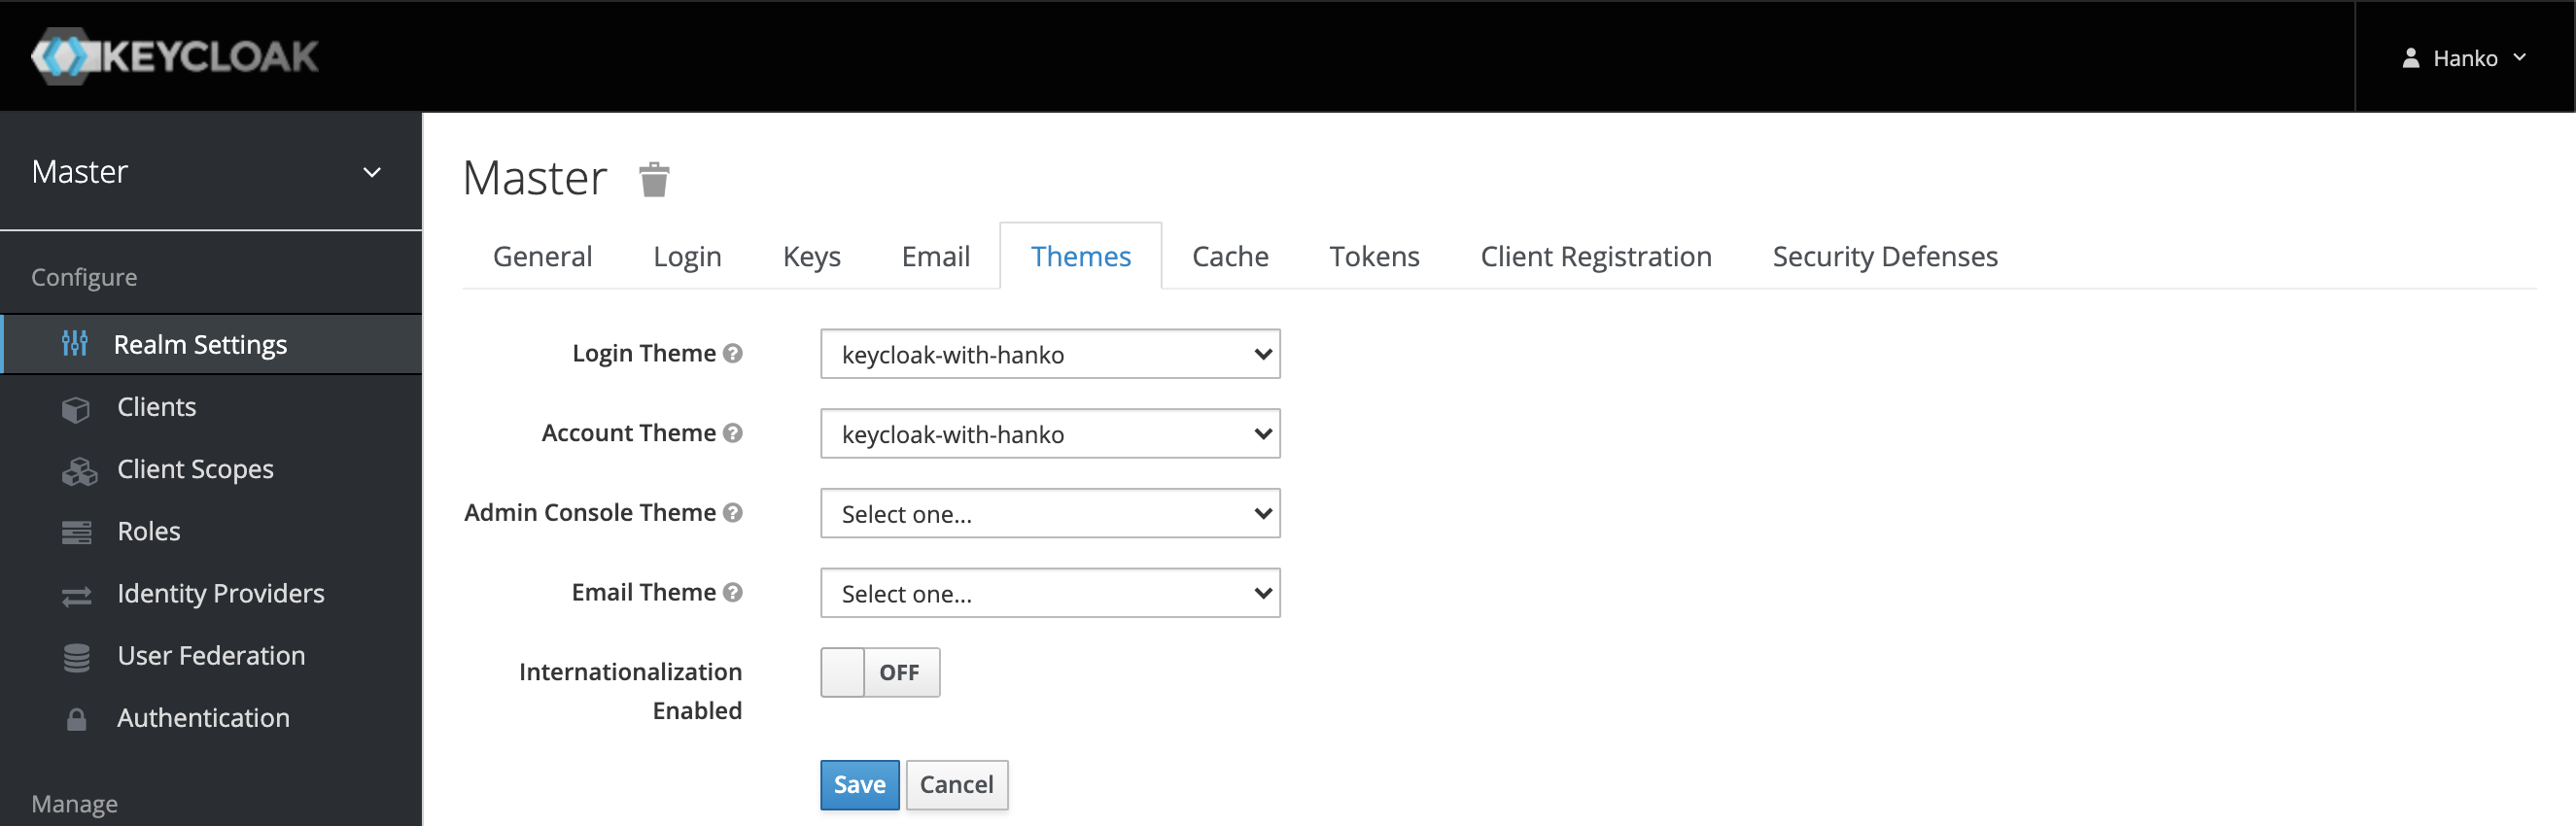 KEYCLOAK
Hanko
Master
Configure
Realm Settings
Clients
Client Scopes
Roles
Identity Providers
User Federation
Authentication
Manage
Master
General Login Keys Email Themes Cache Tokens Client Registration Security Defenses
Login Theme keycloak-with-hanko
Account Theme keycloak-with-hanko
Admin Console Theme Select one...
Email Theme Select one...
Internationalization OFF
Enabled
Save Cancel